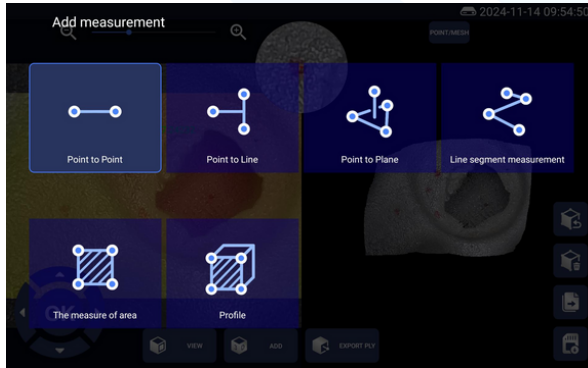 Add measurement
2024-11-14 09:54:50
POINT/MESH
Point to Point
Point to Line
Point to Plane
Line segment measurement
The measure of area
Profile
OK
VIEW
ADD
EXPORT PLY